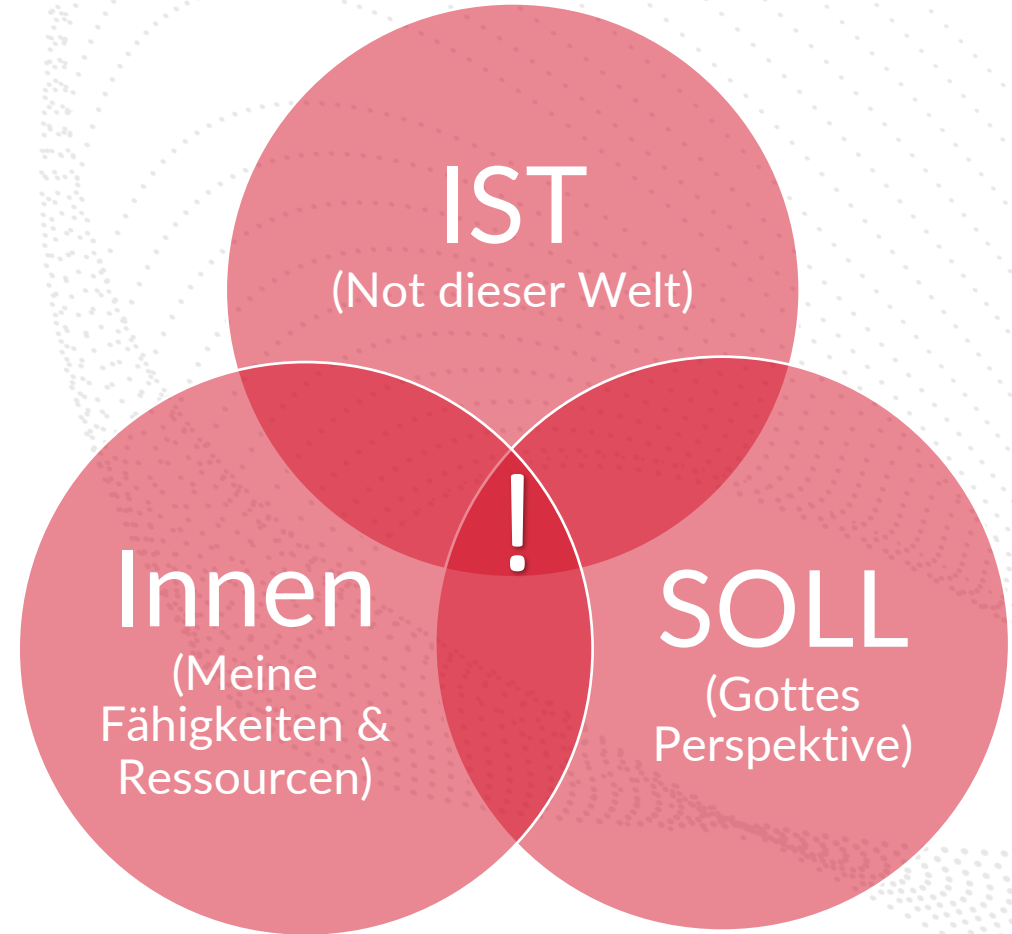 IST
(Not dieser Welt)
!
Innen
(Meine
Fähigkeiten &
Ressourcen)
SOLL
(Gottes
Perspektive)